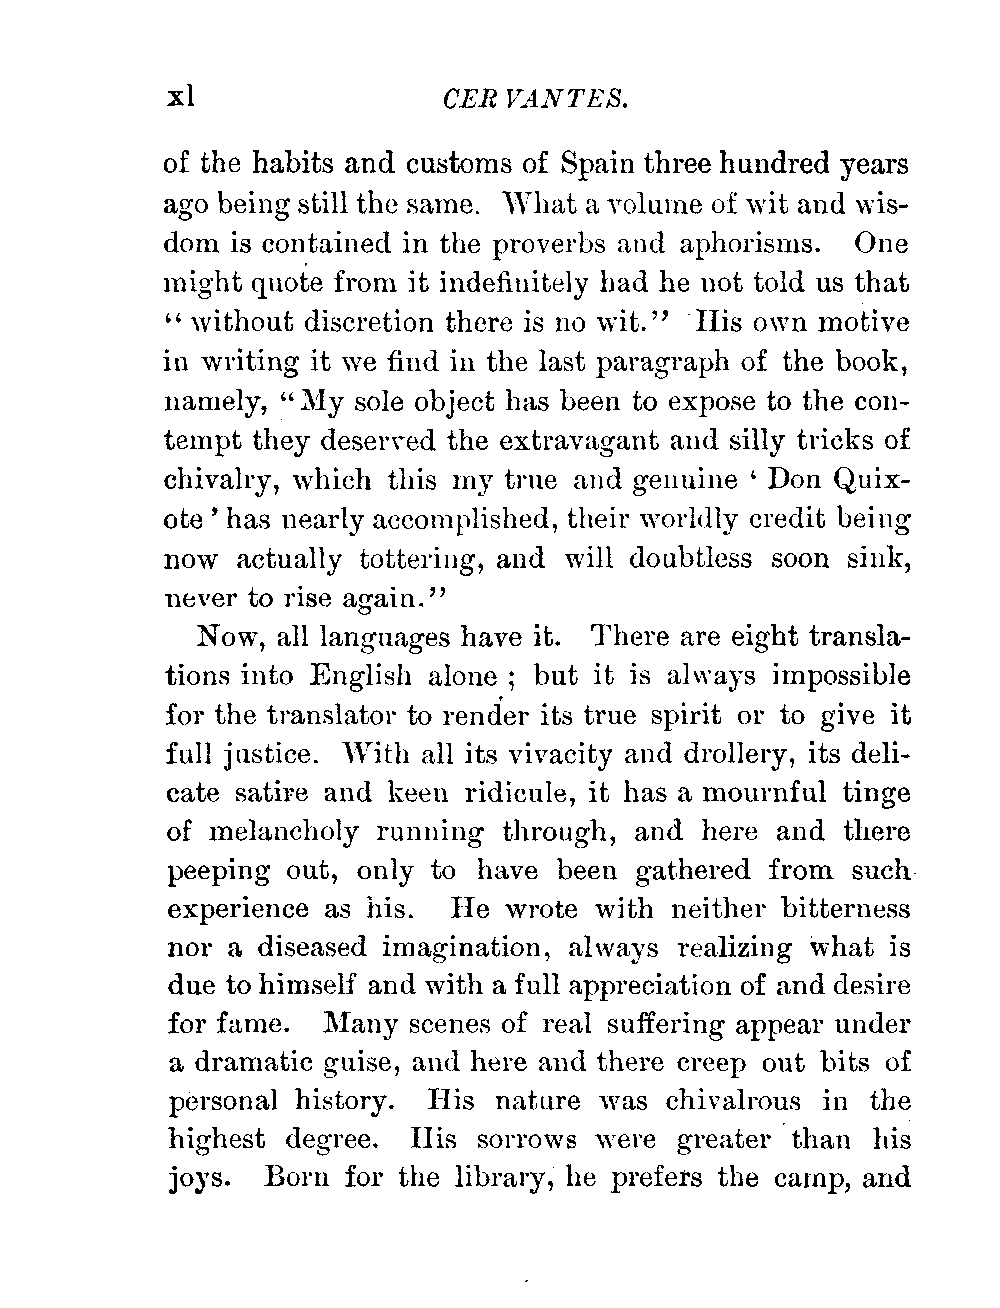 xl CERVANTES.
of the habits and customs of Spain three hundred years
ago being still the same. What a volume of wit and wis-
dom is contained in the proverbs and aphorisms. One
might quote from it indefinitely had he not told us that
“ without discretion there is no wit.” His own motive
in writing it we find in the last paragraph of the book,
namely, “ My sole object has been to expose to the con-
tempt they deserved the extravagant and silly tricks of
chivalry, which this my true and genuine ‘ Don Quix-
ote ’ has nearly accomplished, their worldly credit being
now actually tottering, and will doubtless soon sink,
never to rise again.”
Now, all languages have it. There are eight transla-
tions into English alone ; but it is always impossible
for the translator to render its true spirit or to give it
full justice. With all its vivacity and drollery, its deli-
cate satire and keen ridicule, it has a mournful tinge
of melancholy running through, and here and there
peeping out, only to have been gathered from such
experience as his. He wrote with neither bitterness
nor a diseased imagination, always realizing what is
due to himself and with a full appreciation of and desire
for fame. Many scenes of real suffering appear under
a dramatic guise, and here and there creep out bits of
personal history. His nature was chivalrous in the
highest degree. His sorrows were greater than his
joys. Born for the library, he prefers the camp, and